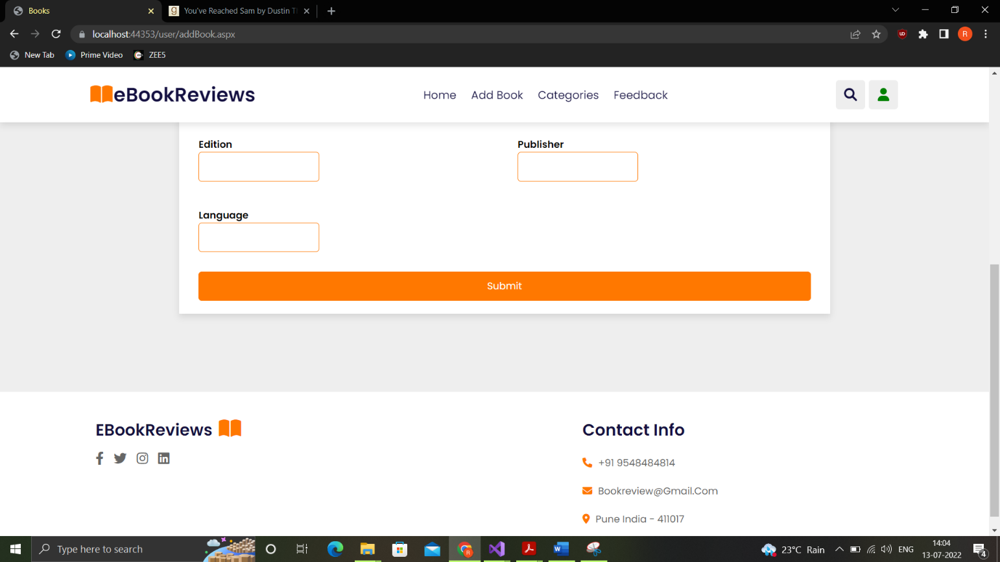 Books
You've Reached Sam by Dustin T
localhost:44353/user/addBook.aspx
R
New Tab
Prime Video
ZEE5
eBookReviews
Home
Add Book
Categories
Feedback
Edition
Publisher
Language
Submit
EBookReviews
Contact Info
+91 9548484814
Bookreview@Gmail.Com
Pune India - 411017
Type here to search
23°C Rain
ENG
14:04
13-07-2022
4